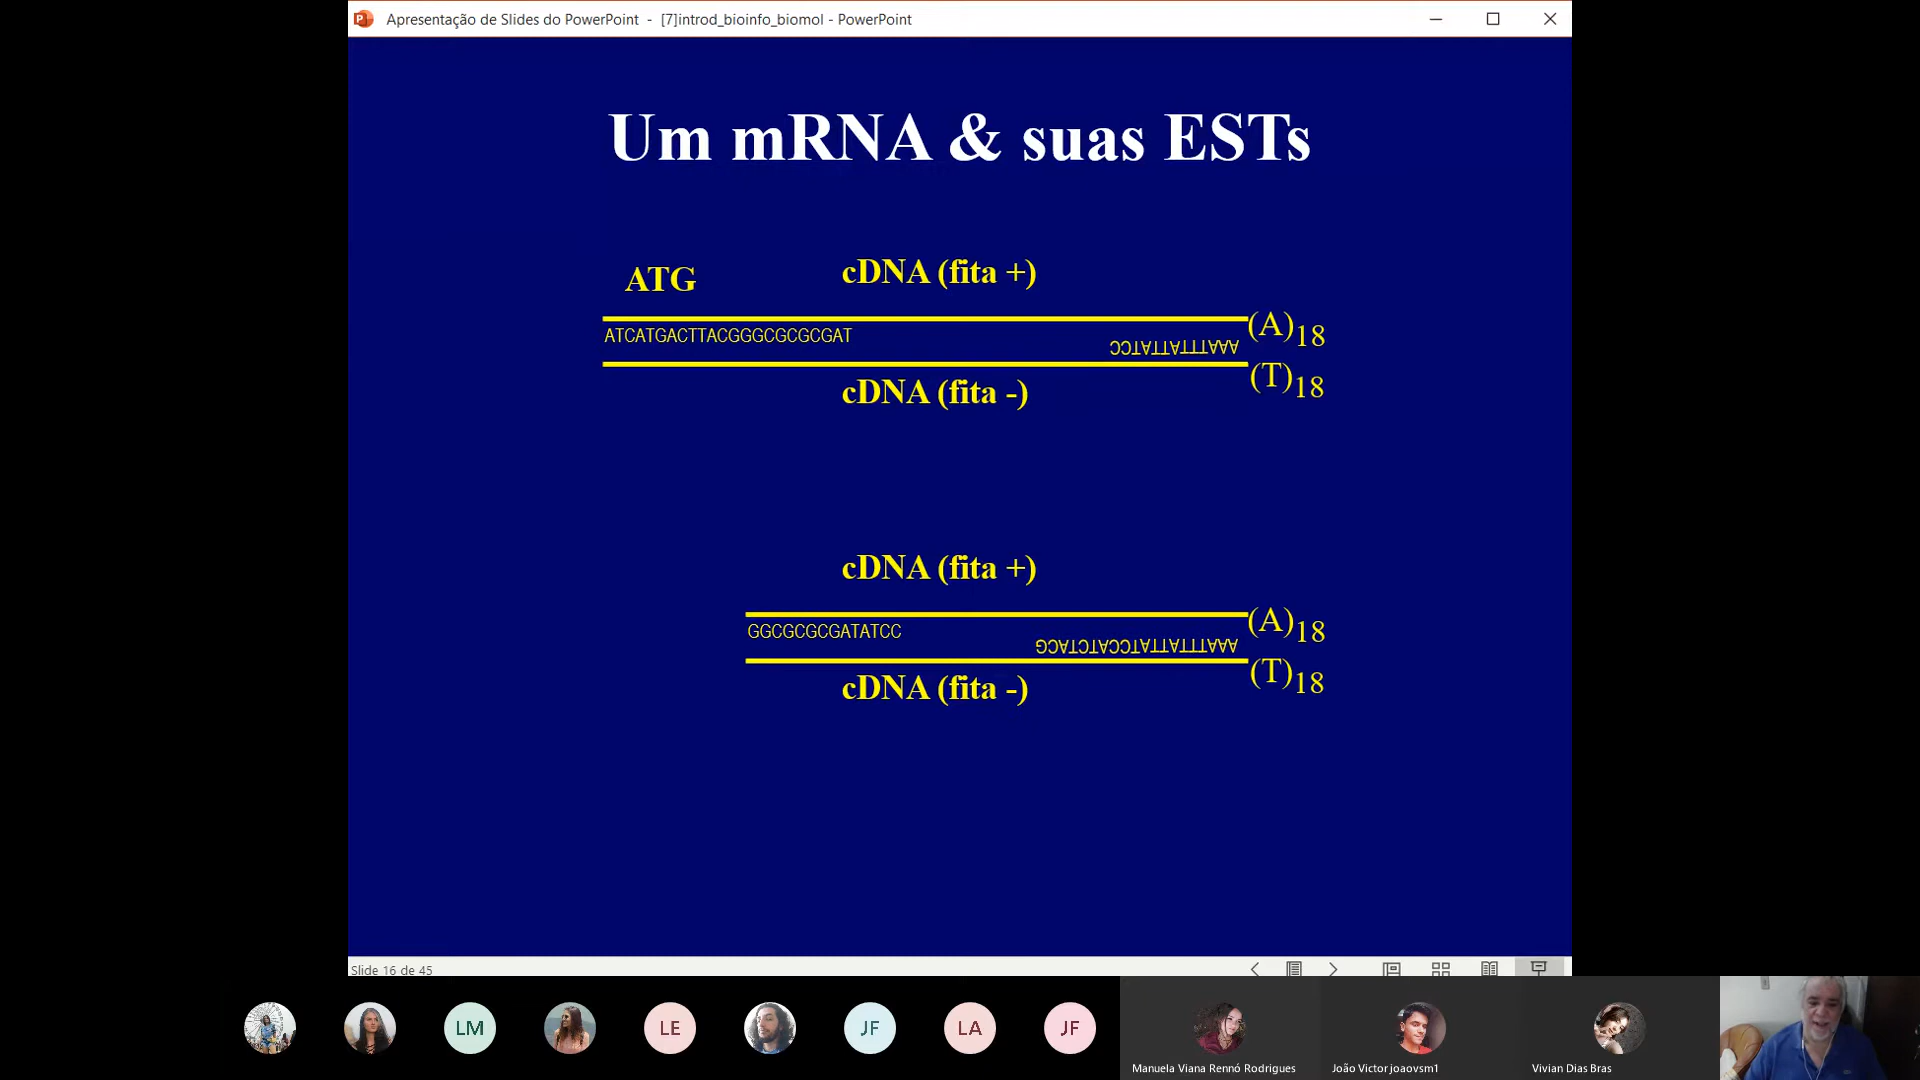 Apresentação de Slides do PowerPoint - [7]introd_bioinfo_biomol - PowerPoint
Um mRNA & suas ESTs
ATG
cDNA (fita +)
(A)18
ATCATGACTTACGGGCGCGCGAT
AAATTTATTATCC
(T)18
cDNA (fita -)
cDNA (fita +)
(A)18
GGCGCGCGATATCC
AAATTTATTATCCATCTACG
(T)18
cDNA (fita -)
Slide 16 de 45
LM
LE
JF
LA
JF
Manuela Viana Rennó Rodrigues
João Victor joaovsm1
Vivian Dias Bras